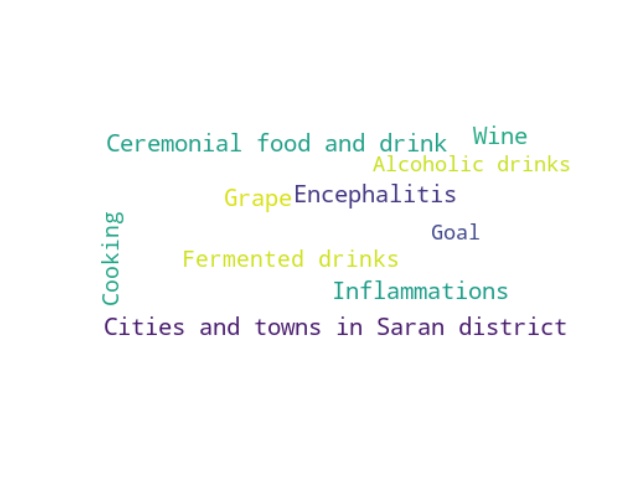 Ceremonial food and drink
Wine
Alcoholic drinks
Grape
Encephalitis
Cooking
Goal
Fermented drinks
Inflammations
Cities and towns in Saran district